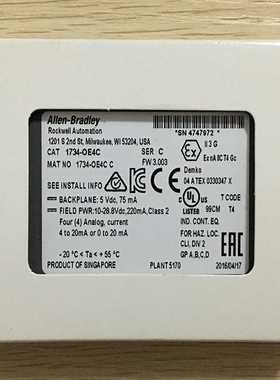 Allen-Bradley
Rockwell Automation
1201 S 2nd St, Milwaukee, WI 53204, USA
CAT 1734-OE4C SER C
MAT NO 1734-OE4C C FW 3.003
*SN 4747972 *
II 3 G
Ex nA IIC T4 Gc
Demko
04 ATEX 0330347 X
SEE INSTALL INFO
BACKPLANE: 5 Vdc, 75 mA
FIELD PWR:10-28.8Vdc,220mA,Class 2
Four (4) Analog, current
4 to 20mA or 0 to 20 mA
UL
US
LISTED
99CM
T CODE
T4
IND. CONT. EQ.
FOR HAZ. LOC.
CLI, DIV 2
GP A,B,C,D
EAC
- 20 °C < Ta < + 55 °C
PRODUCT OF SINGAPORE PLANT 5170 2016/04/17